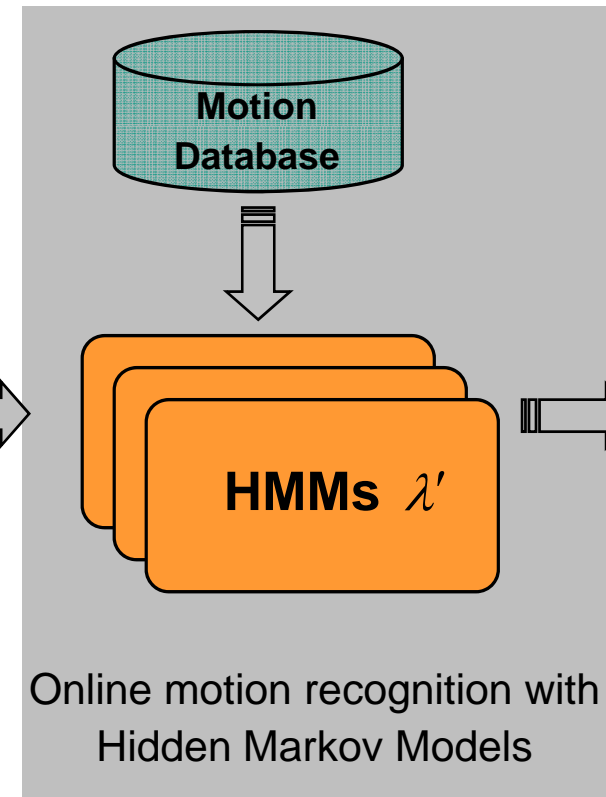 Motion
Database
HMMs λ′
Online motion recognition with
Hidden Markov Models